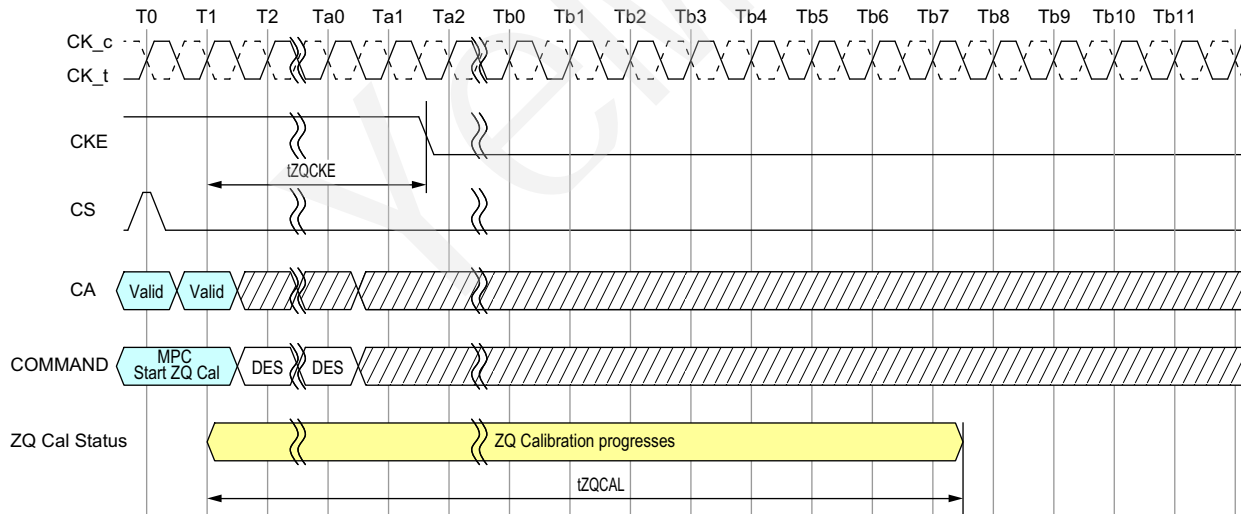 T0 T1 T2 Ta0 Ta1 Ta2 Tb0 Tb1 Tb2 Tb3 Tb4 Tb5 Tb6 Tb7 Tb8 Tb9 Tb10 Tb11
CK_c
CK_t
CKE
tZQCKE
CS
CA Valid Valid
COMMAND MPC
Start ZQ Cal DES DES
ZQ Cal Status ZQ Calibration progresses
tZQCAL